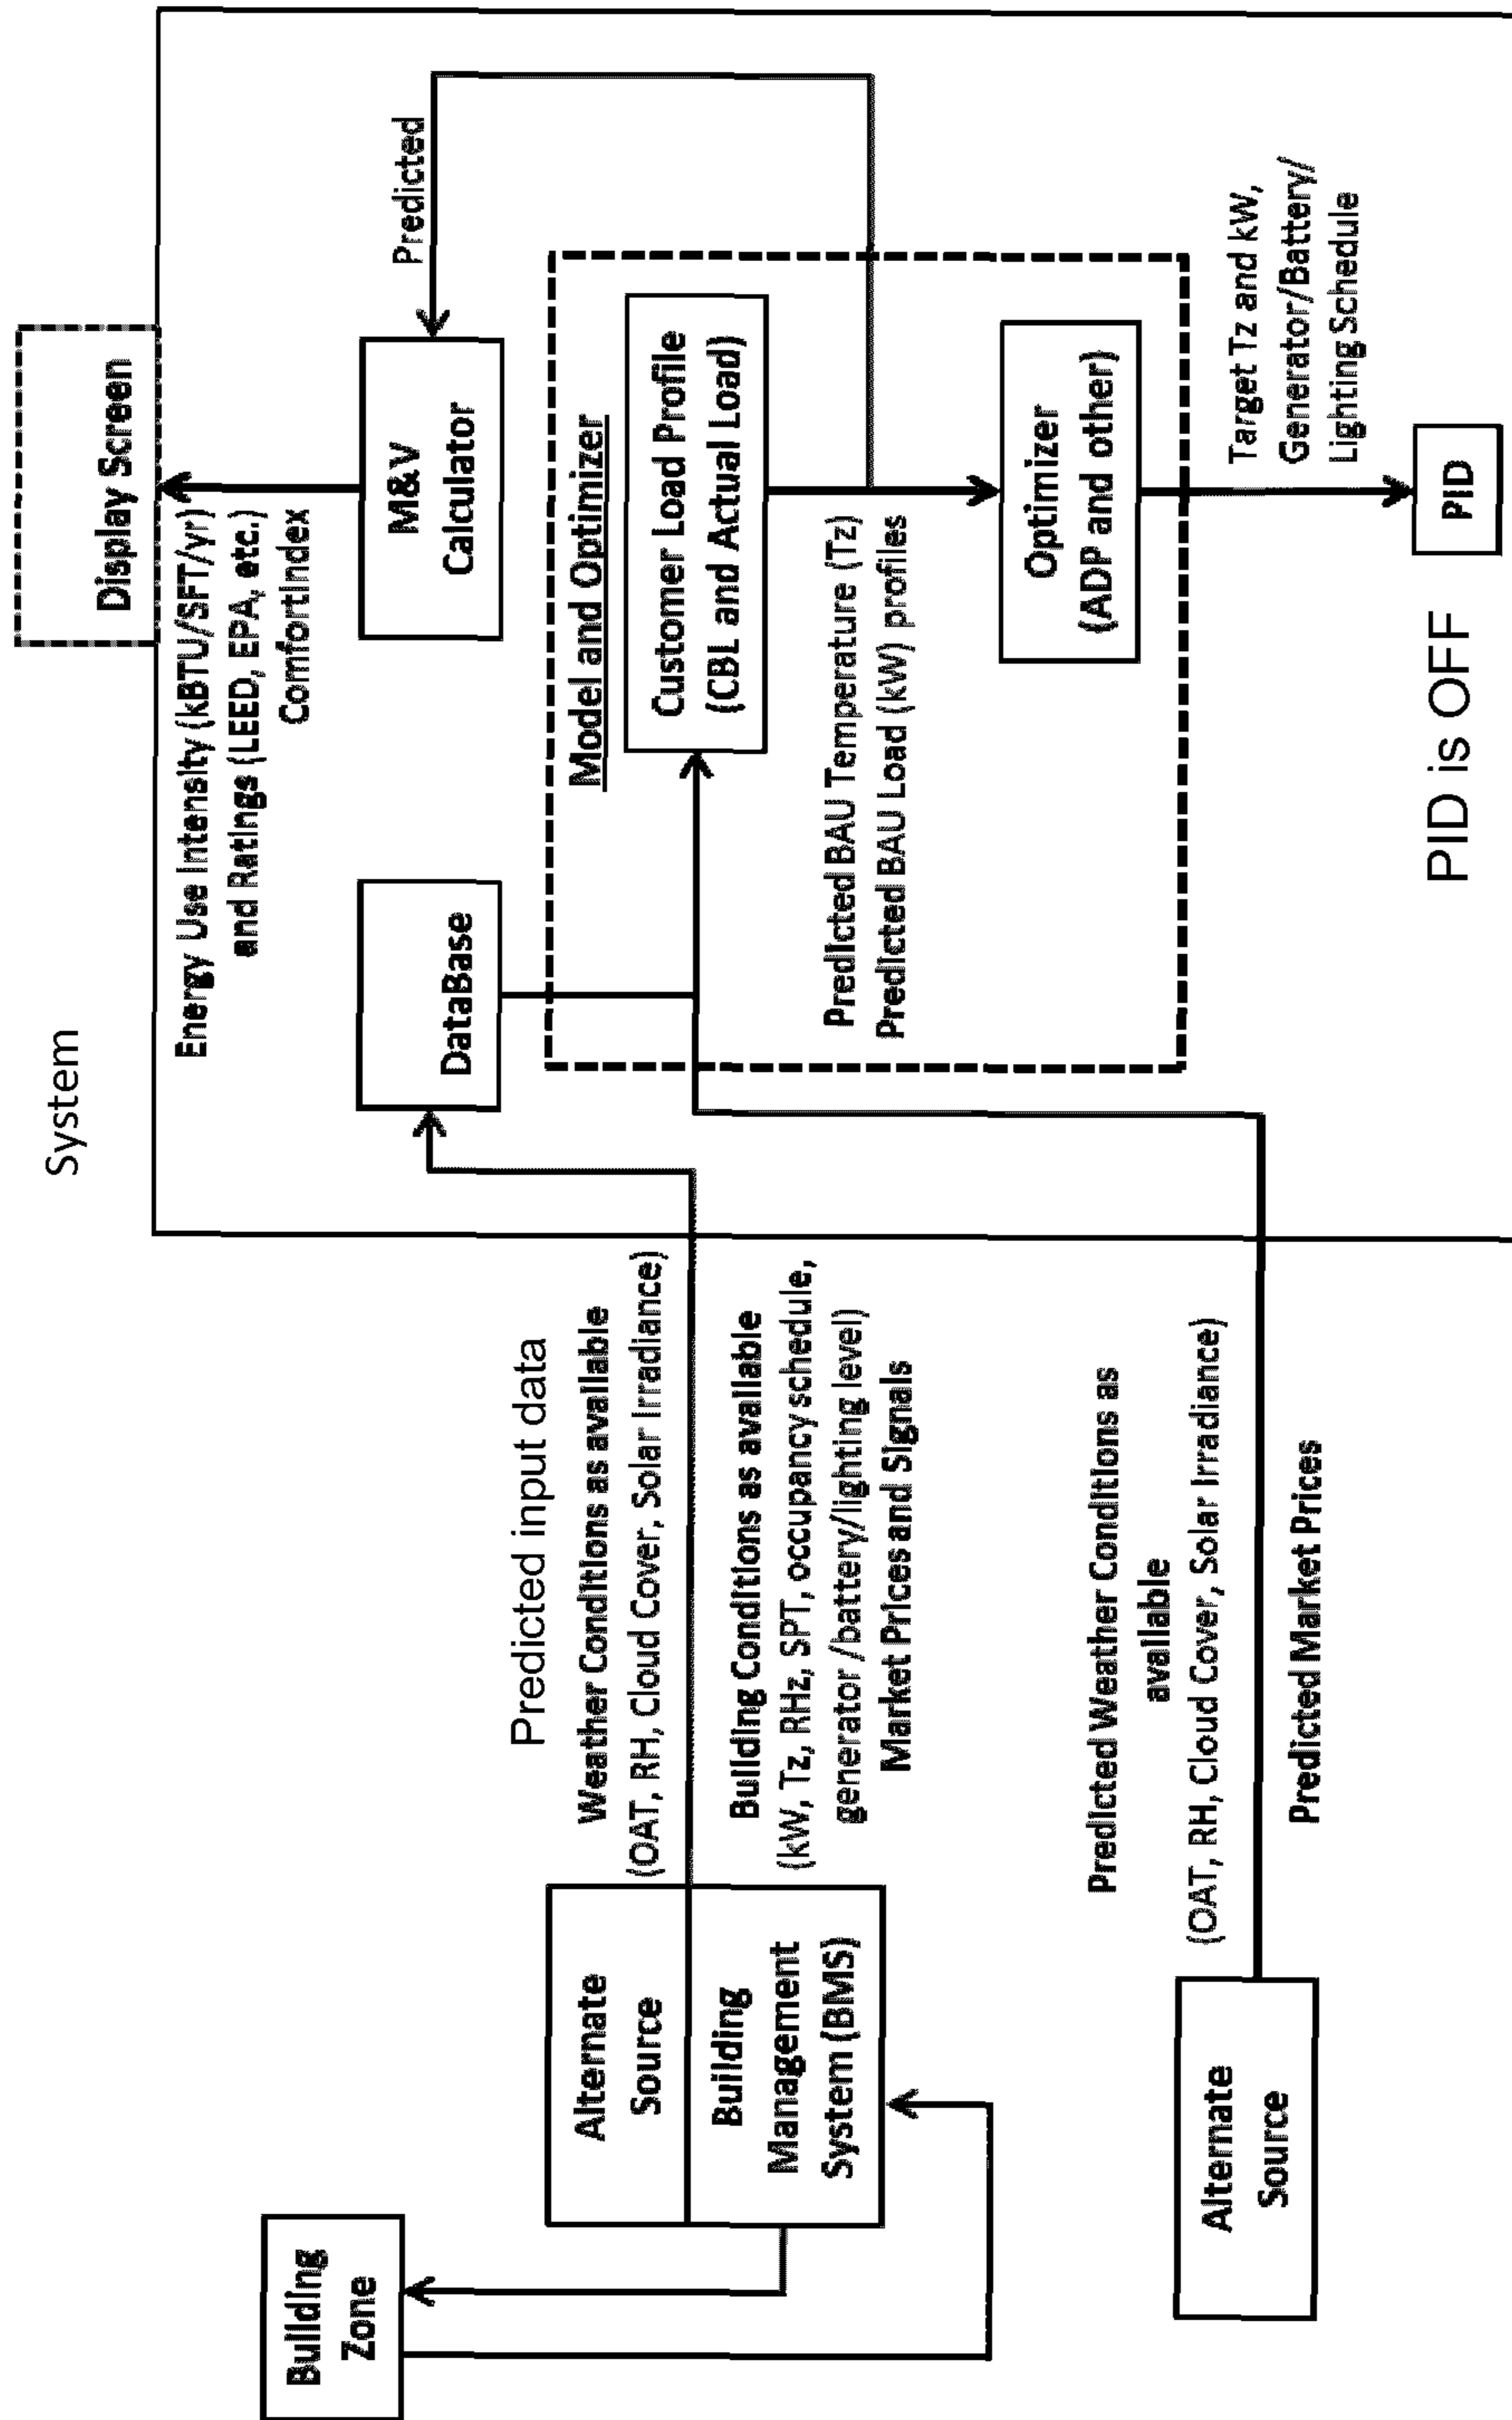 System
Display Screen
Energy Use Intensity (kBTU/SFT/yr)
and Ratings (LEED, EPA, etc.)
ComfortIndex
Building
Zone
DataBase
M&V
Calculator
Predicted
Predicted input data
Weather Conditions as available
(OAT, RH, Cloud Cover, Solar Irradiance)
Alternate
Source
Building
Management
System (BMS)
Building Conditions as available
(kW, Tz, RHz, SPT, occupancy schedule,
generator /battery/lighting level)
Market Prices and Signals
Model and Optimizer
Customer Load Profile
(CBL and Actual Load)
Predicted BAU Temperature (Tz)
Predicted BAU Load (kW) profiles
Optimizer
(ADP and other)
Predicted Weather Conditions as
available
(OAT, RH, Cloud Cover, Solar Irradiance)
Alternate
Source
Predicted Market Prices
Target Tz and kW,
Generator/Battery/
Lighting Schedule
PID is OFF
PID